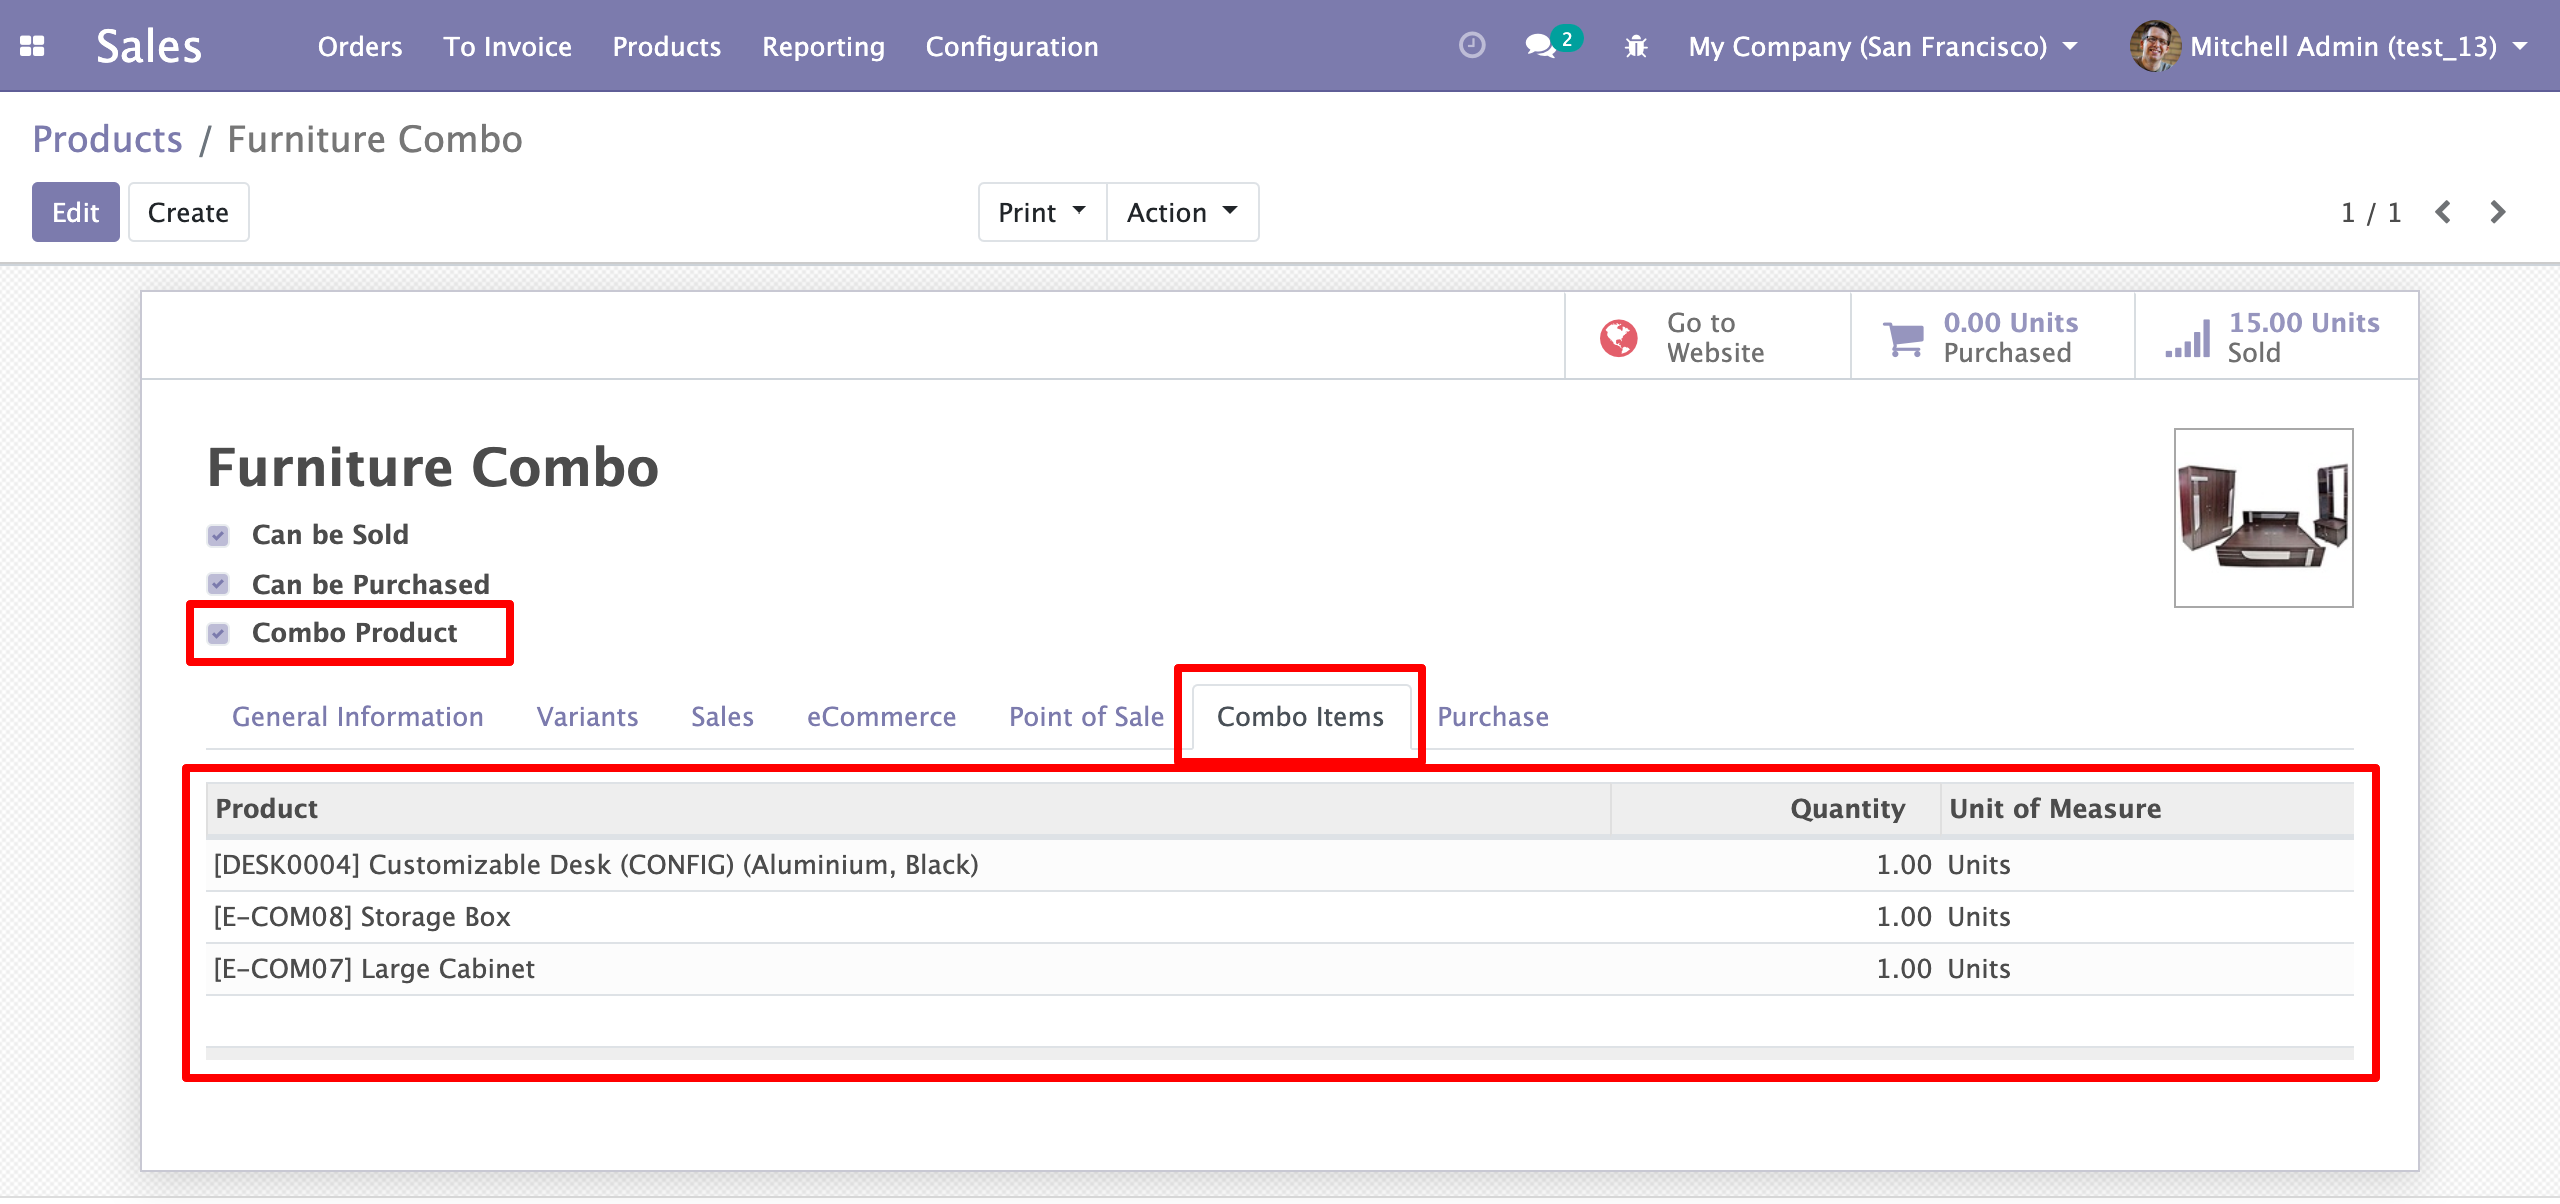 Sales Orders To Invoice Products Reporting Configuration 2 My Company (San Francisco) Mitchell Admin (test_13)
Products / Furniture Combo
Edit Create Print Action 1 / 1
Go to Website 0.00 Units Purchased 15.00 Units Sold
Furniture Combo
Can be Sold
Can be Purchased
Combo Product
General Information Variants Sales eCommerce Point of Sale Combo Items Purchase
Product Quantity Unit of Measure
[DESK0004] Customizable Desk (CONFIG) (Aluminium, Black) 1.00 Units
[E-COM08] Storage Box 1.00 Units
[E-COM07] Large Cabinet 1.00 Units